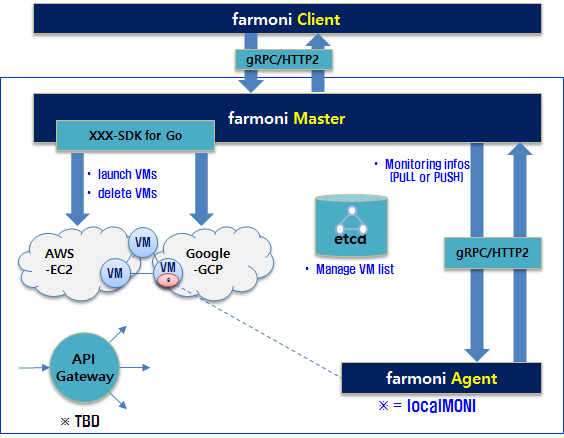 farmoni Client
gRPC/HTTP2
farmoni Master
XXX-SDK for Go
• launch VMs
• delete VMs
• Monitoring infos
(PULL or PUSH)
AWS
-EC2
VM
VM
VM
Google
-GCP
etcd
• Manage VM list
gRPC/HTTP2
API
Gateway
※ TBD
farmoni Agent
※ = localMONI